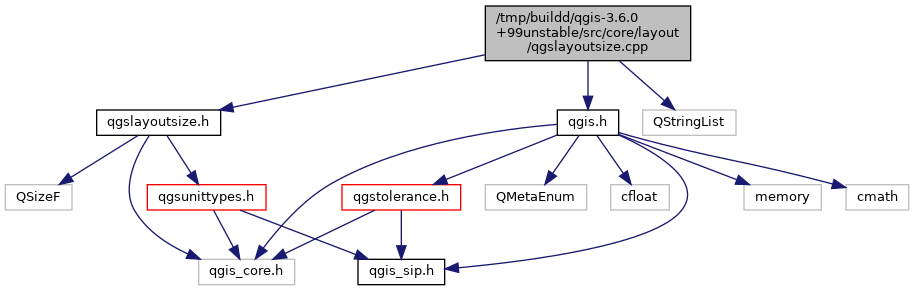 /tmp/buildd/qgis-3.6.0
+99unstable/src/core/layout
/qgslayoutsize.cpp
qgslayoutsize.h
qgis.h
QStringList
QSizeF
qgsunittypes.h
qgstolerance.h
QMetaEnum
cfloat
memory
cmath
qgis_core.h
qgis_sip.h